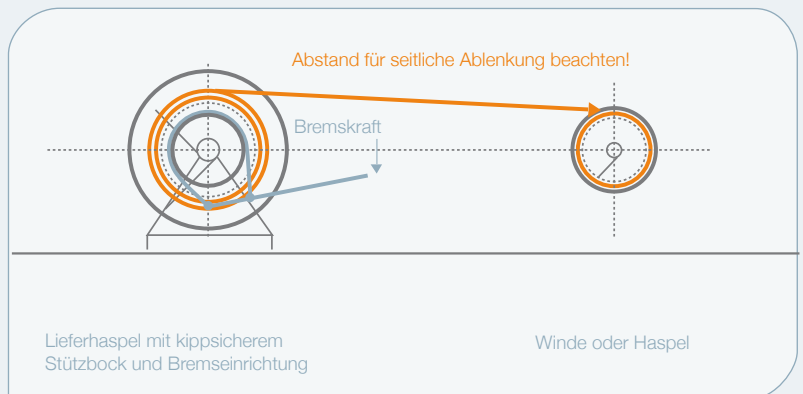 Abstand für seitliche Ablenkung beachten!
Bremskraft
Lieferhaspel mit kippsicherem
Stützbock und Bremseinrichtung
Winde oder Haspel